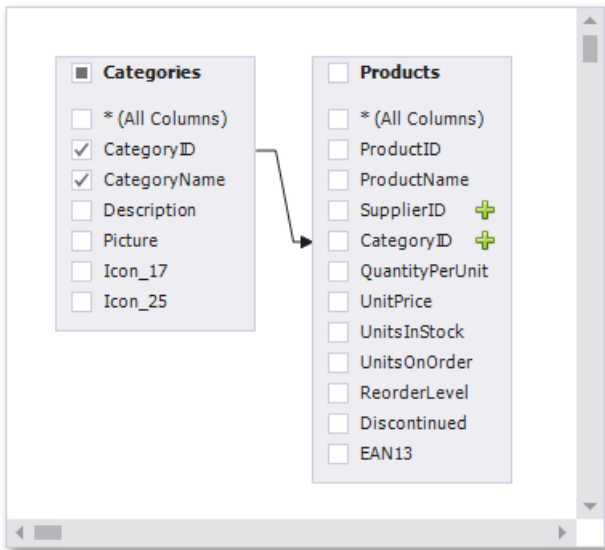 Categories
* (All Columns)
CategoryID
CategoryName
Description
Picture
Icon_17
Icon_25
Products
* (All Columns)
ProductID
ProductName
SupplierID
CategoryID
QuantityPerUnit
UnitPrice
UnitsInStock
UnitsOnOrder
ReorderLevel
Discontinued
EAN13